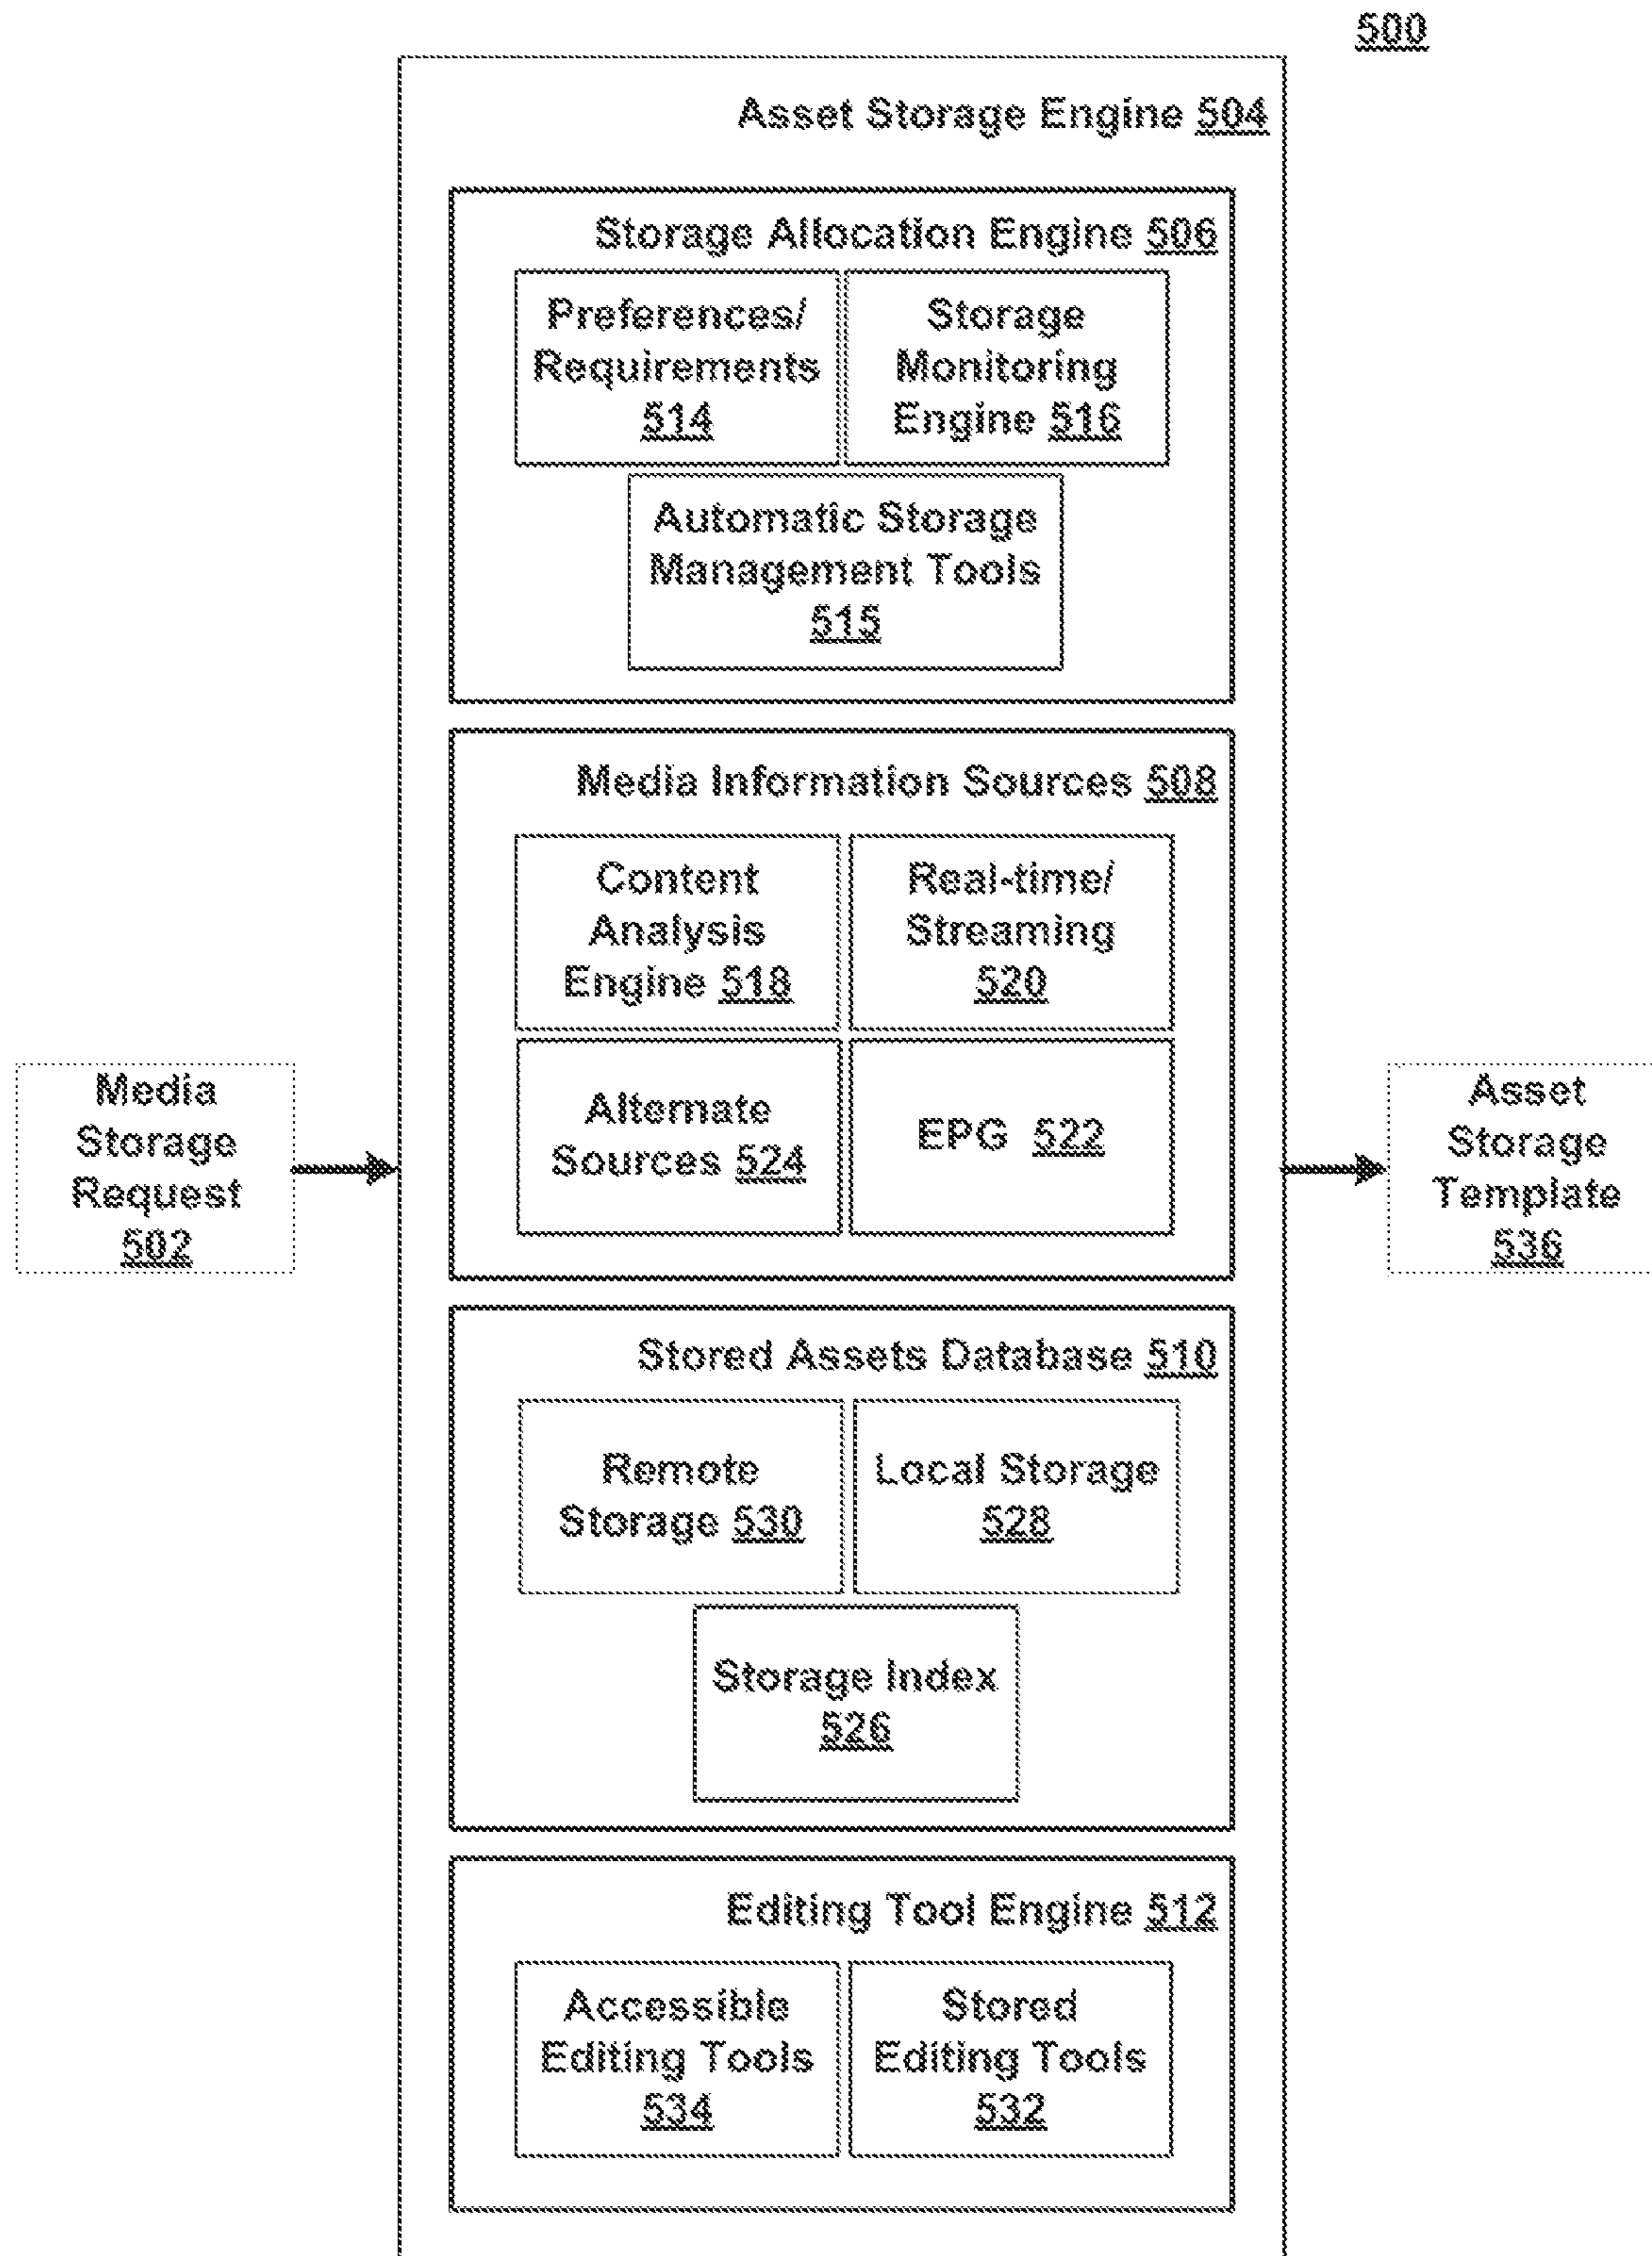 500
Asset Storage Engine 504
Storage Allocation Engine 506
Preferences/
Requirements
514
Storage
Monitoring
Engine 516
Automatic Storage
Management Tools
515
Media Information Sources 508
Content
Analysis
Engine 518
Real-time/
Streaming
520
Alternate
Sources 524
EPG 522
Media
Storage
Request
502
Asset
Storage
Template
536
Stored Assets Database 510
Remote
Storage 530
Local Storage
528
Storage Index
526
Editing Tool Engine 512
Accessible
Editing Tools
534
Stored
Editing Tools
532